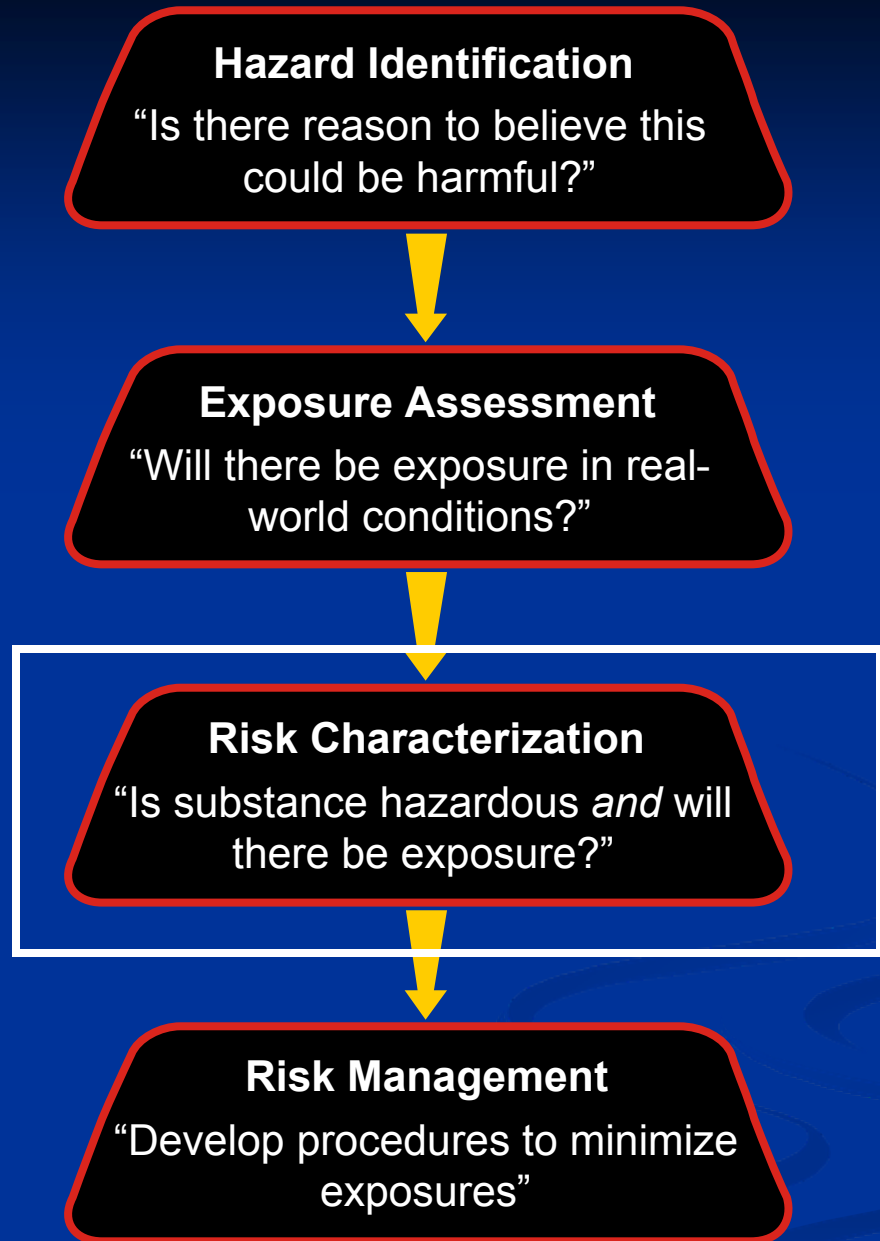 Hazard Identification
“Is there reason to believe this
could be harmful?”
Exposure Assessment
“Will there be exposure in real-
world conditions?”
Risk Characterization
“Is substance hazardous and will
there be exposure?”
Risk Management
“Develop procedures to minimize
exposures”